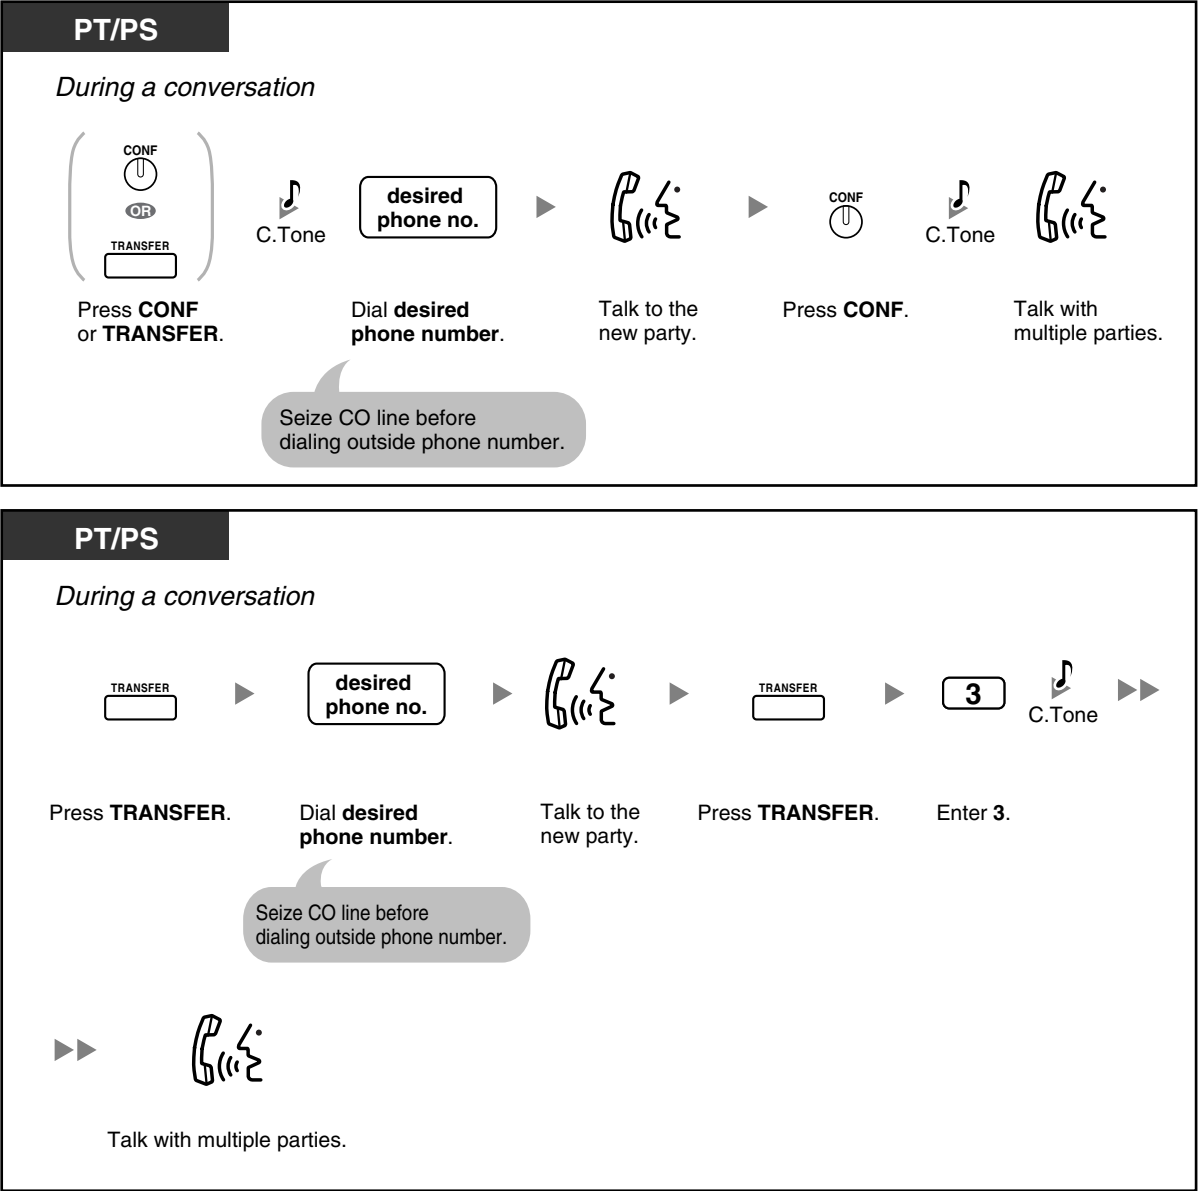 PT/PS
During a conversation
CONF
OR
TRANSFER
C.Tone
desired
phone no.
CONF
C.Tone
Press CONF
or TRANSFER.
Dial desired
phone number.
Talk to the
new party.
Press CONF.
Talk with
multiple parties.
Seize CO line before
dialing outside phone number.
PT/PS
During a conversation
TRANSFER
desired
phone no.
TRANSFER
3
C.Tone
Press TRANSFER.
Dial desired
phone number.
Talk to the
new party.
Press TRANSFER.
Enter 3.
Seize CO line before
dialing outside phone number.
Talk with multiple parties.